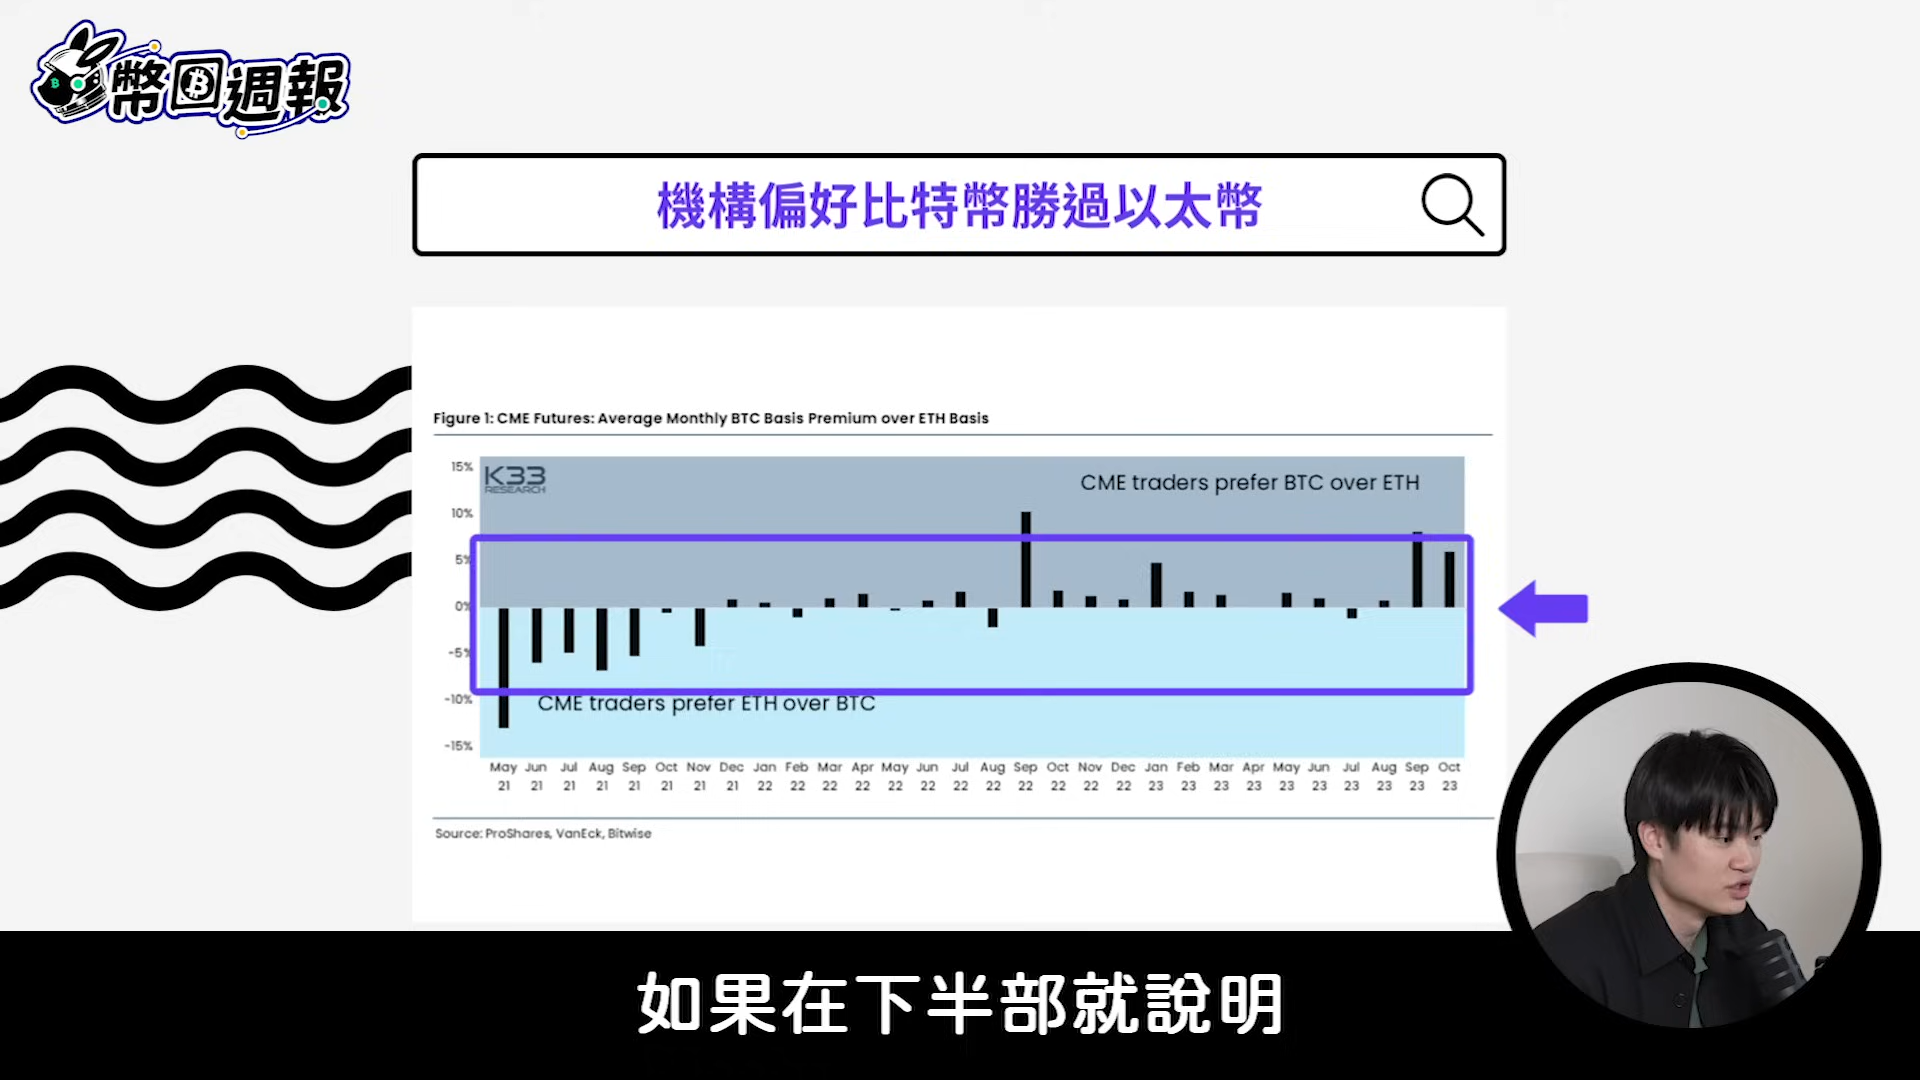 幣回週報
機構偏好比特幣勝過以太幣
Figure 1: CME Futures: Average Monthly BTC Basis Premium over ETH Basis
K33
RESEARCH
CME traders prefer BTC over ETH
15%
10%
5%
0%
-5%
-10%
-15%
CME traders prefer ETH over BTC
May Jun Jul Aug Sep Oct Nov Dec Jan Feb Mar Apr May Jun Jul Aug Sep Oct Nov Dec Jan Feb Mar Apr May Jun Jul Aug Sep Oct
21 21 21 21 21 21 21 21 22 22 22 22 22 22 22 22 22 22 22 22 23 23 23 23 23 23 23 23 23 23
Source: ProShares, VanEck, Bitwise
如果在下半部就說明